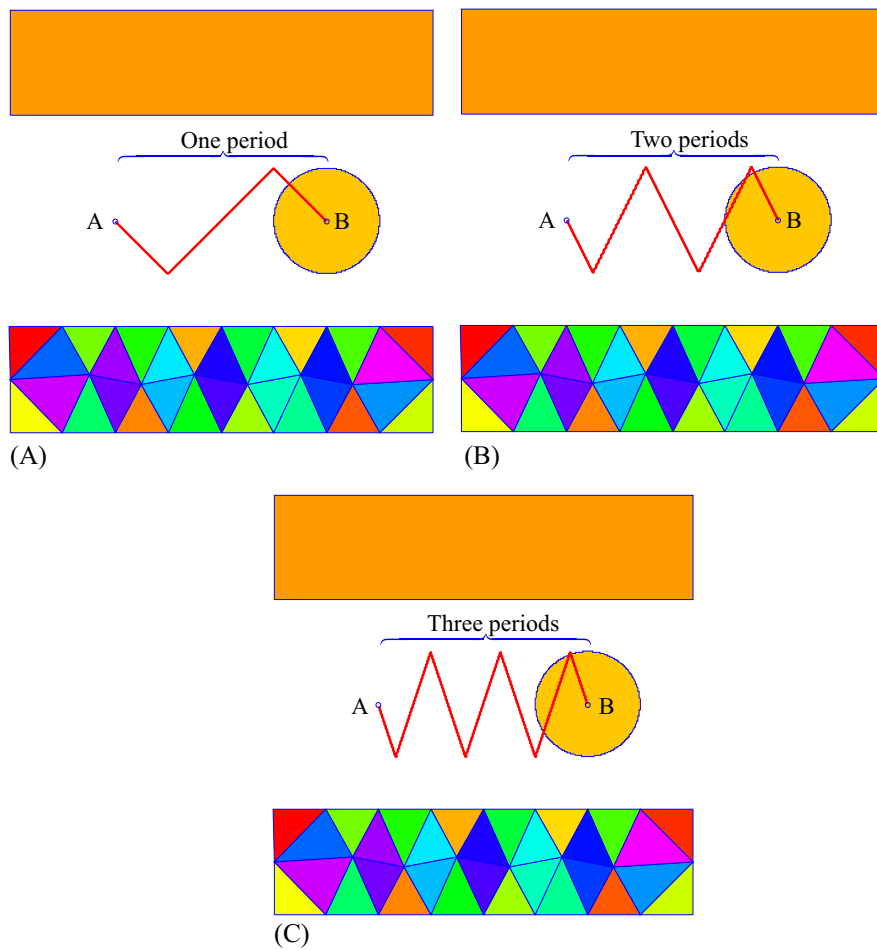 One period
A
B
(A)
Two periods
A
B
(B)
Three periods
A
B
(C)